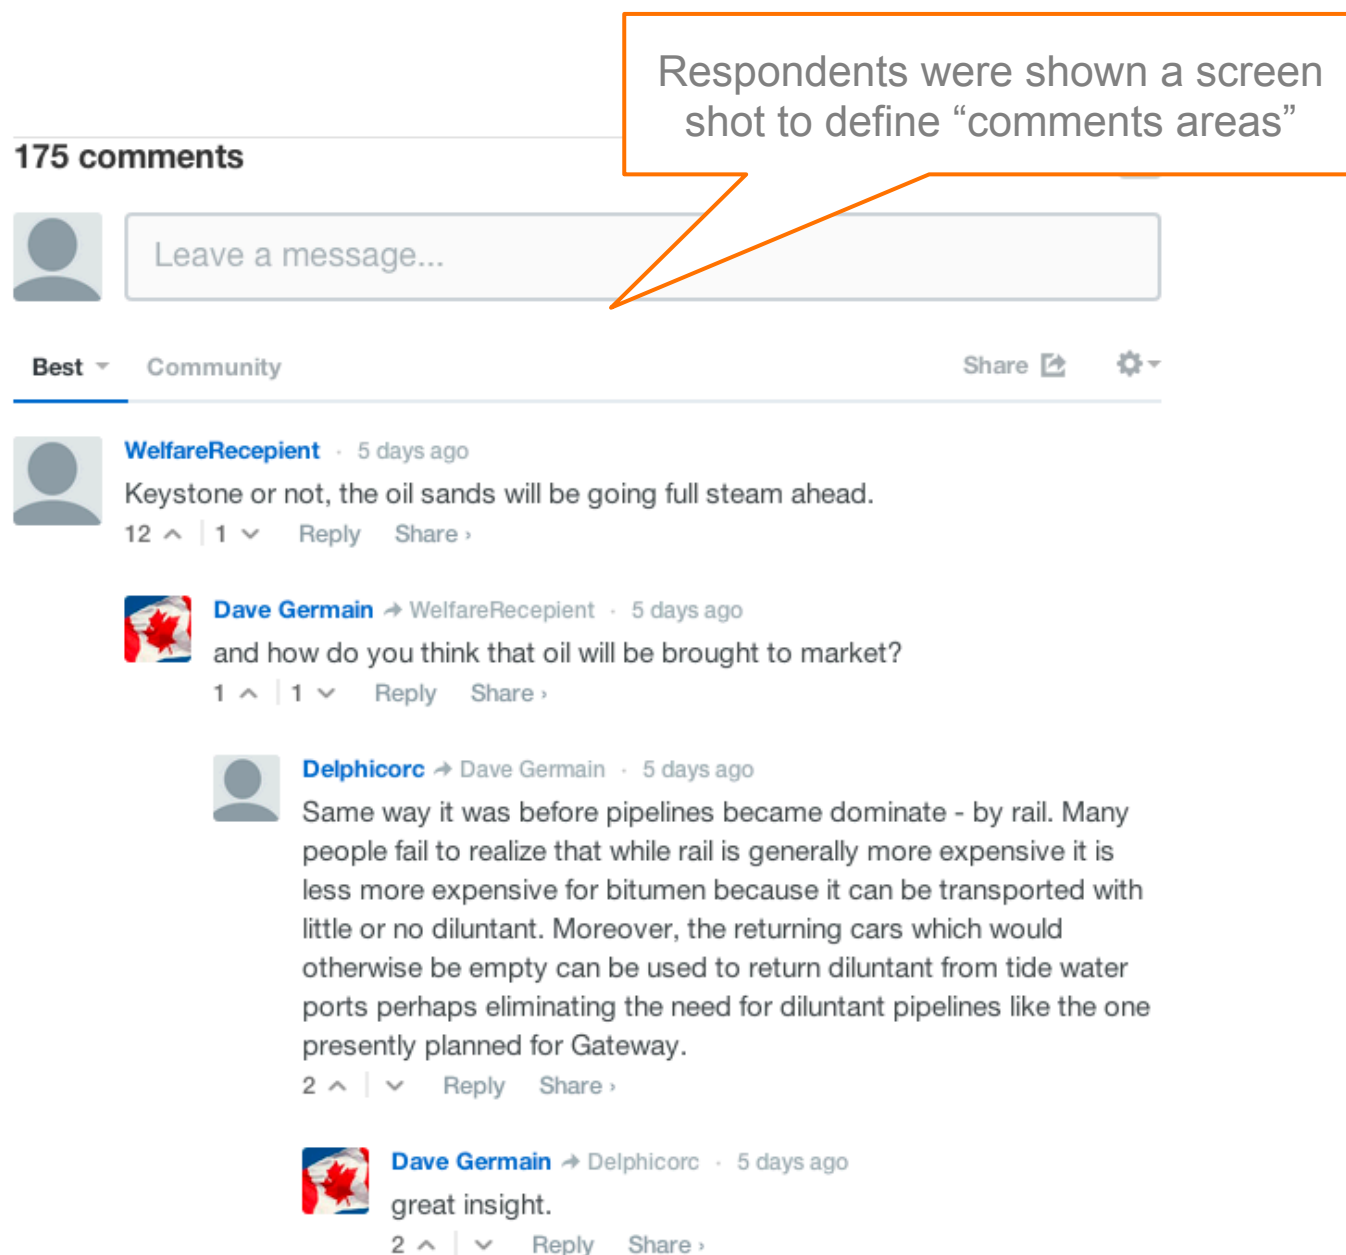 Respondents were shown a screen
shot to define “comments areas”
175 comments
Leave a message...
Best Community Share
WelfareRecepient · 5 days ago
Keystone or not, the oil sands will be going full steam ahead.
12 | 1 Reply Share ›
Dave Germain WelfareRecepient · 5 days ago
and how do you think that oil will be brought to market?
1 | 1 Reply Share ›
Delphicorc Dave Germain · 5 days ago
Same way it was before pipelines became dominate - by rail. Many
people fail to realize that while rail is generally more expensive it is
less more expensive for bitumen because it can be transported with
little or no diluntant. Moreover, the returning cars which would
otherwise be empty can be used to return diluntant from tide water
ports perhaps eliminating the need for diluntant pipelines like the one
presently planned for Gateway.
2 | Reply Share ›
Dave Germain Delphicorc · 5 days ago
great insight.
2 | Reply Share ›